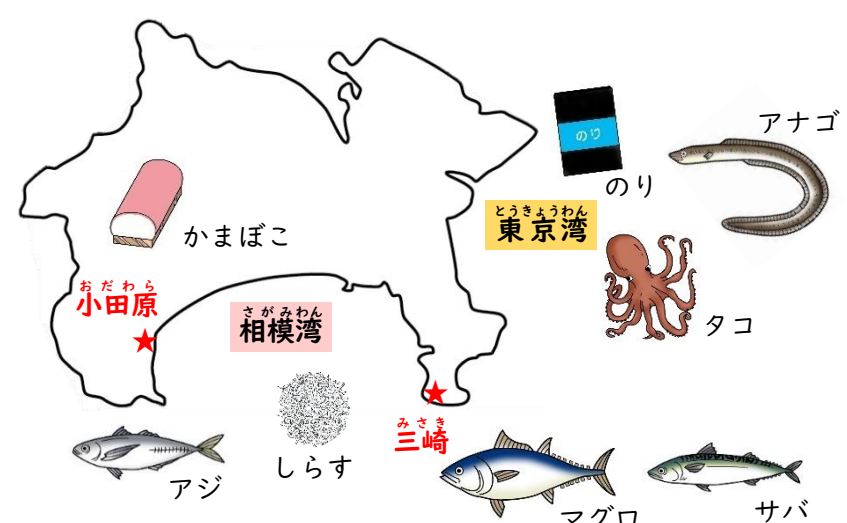 のり
アナゴ
のり
とうきょうわん
東京湾
かまぼこ
おだわら
小田原
さがみわん
相模湾
タコ
みさき
三崎
しらす
アジ
マグロ
サバ